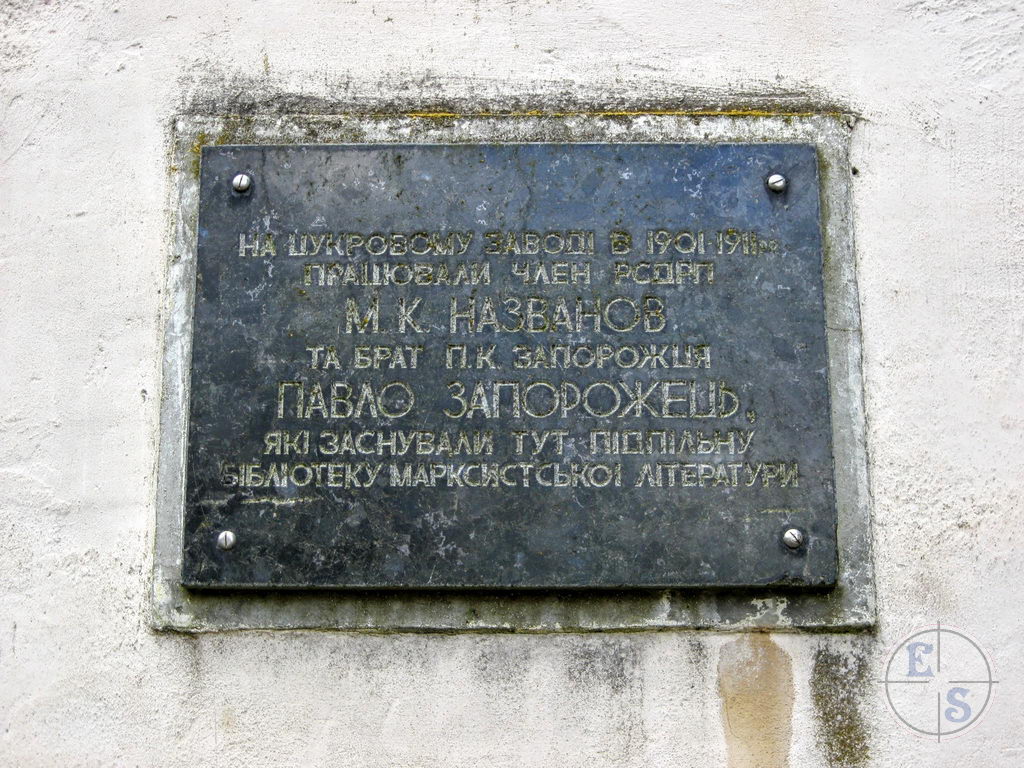 НА ЦУКРОВОМУ ЗАВОДІ В 1901-1911рр.
ПРАЦЮВАЛИ ЧЛЕН РСДРП
М. К. НАЗВАНОВ
ТА БРАТ П.К. ЗАПОРОЖЦЯ
ПАВЛО ЗАПОРОЖЕЦЬ,
ЯКІ ЗАСНУВАЛИ ТУТ ПІДПІЛЬНУ
БІБЛІОТЕКУ МАРКСИСТСЬКОЇ ЛІТЕРАТУРИ
E
S